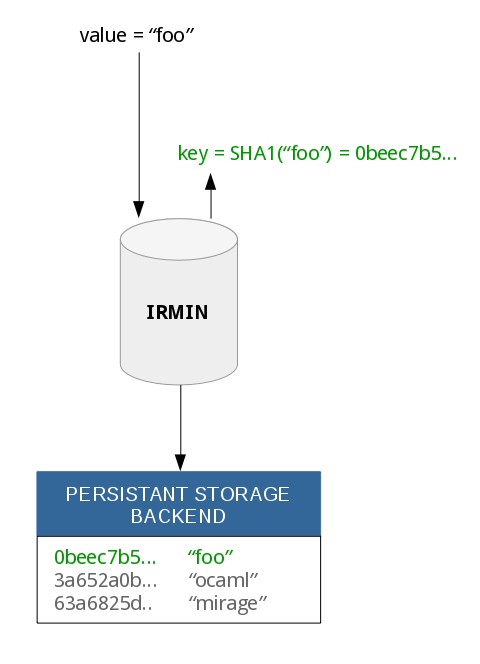 value = “foo”
key = SHA1(“foo”) = 0beec7b5...
IRMIN
PERSISTANT STORAGE
BACKEND
0beec7b5... “foo”
3a652a0b... “ocaml”
63a6825d.. “mirage”